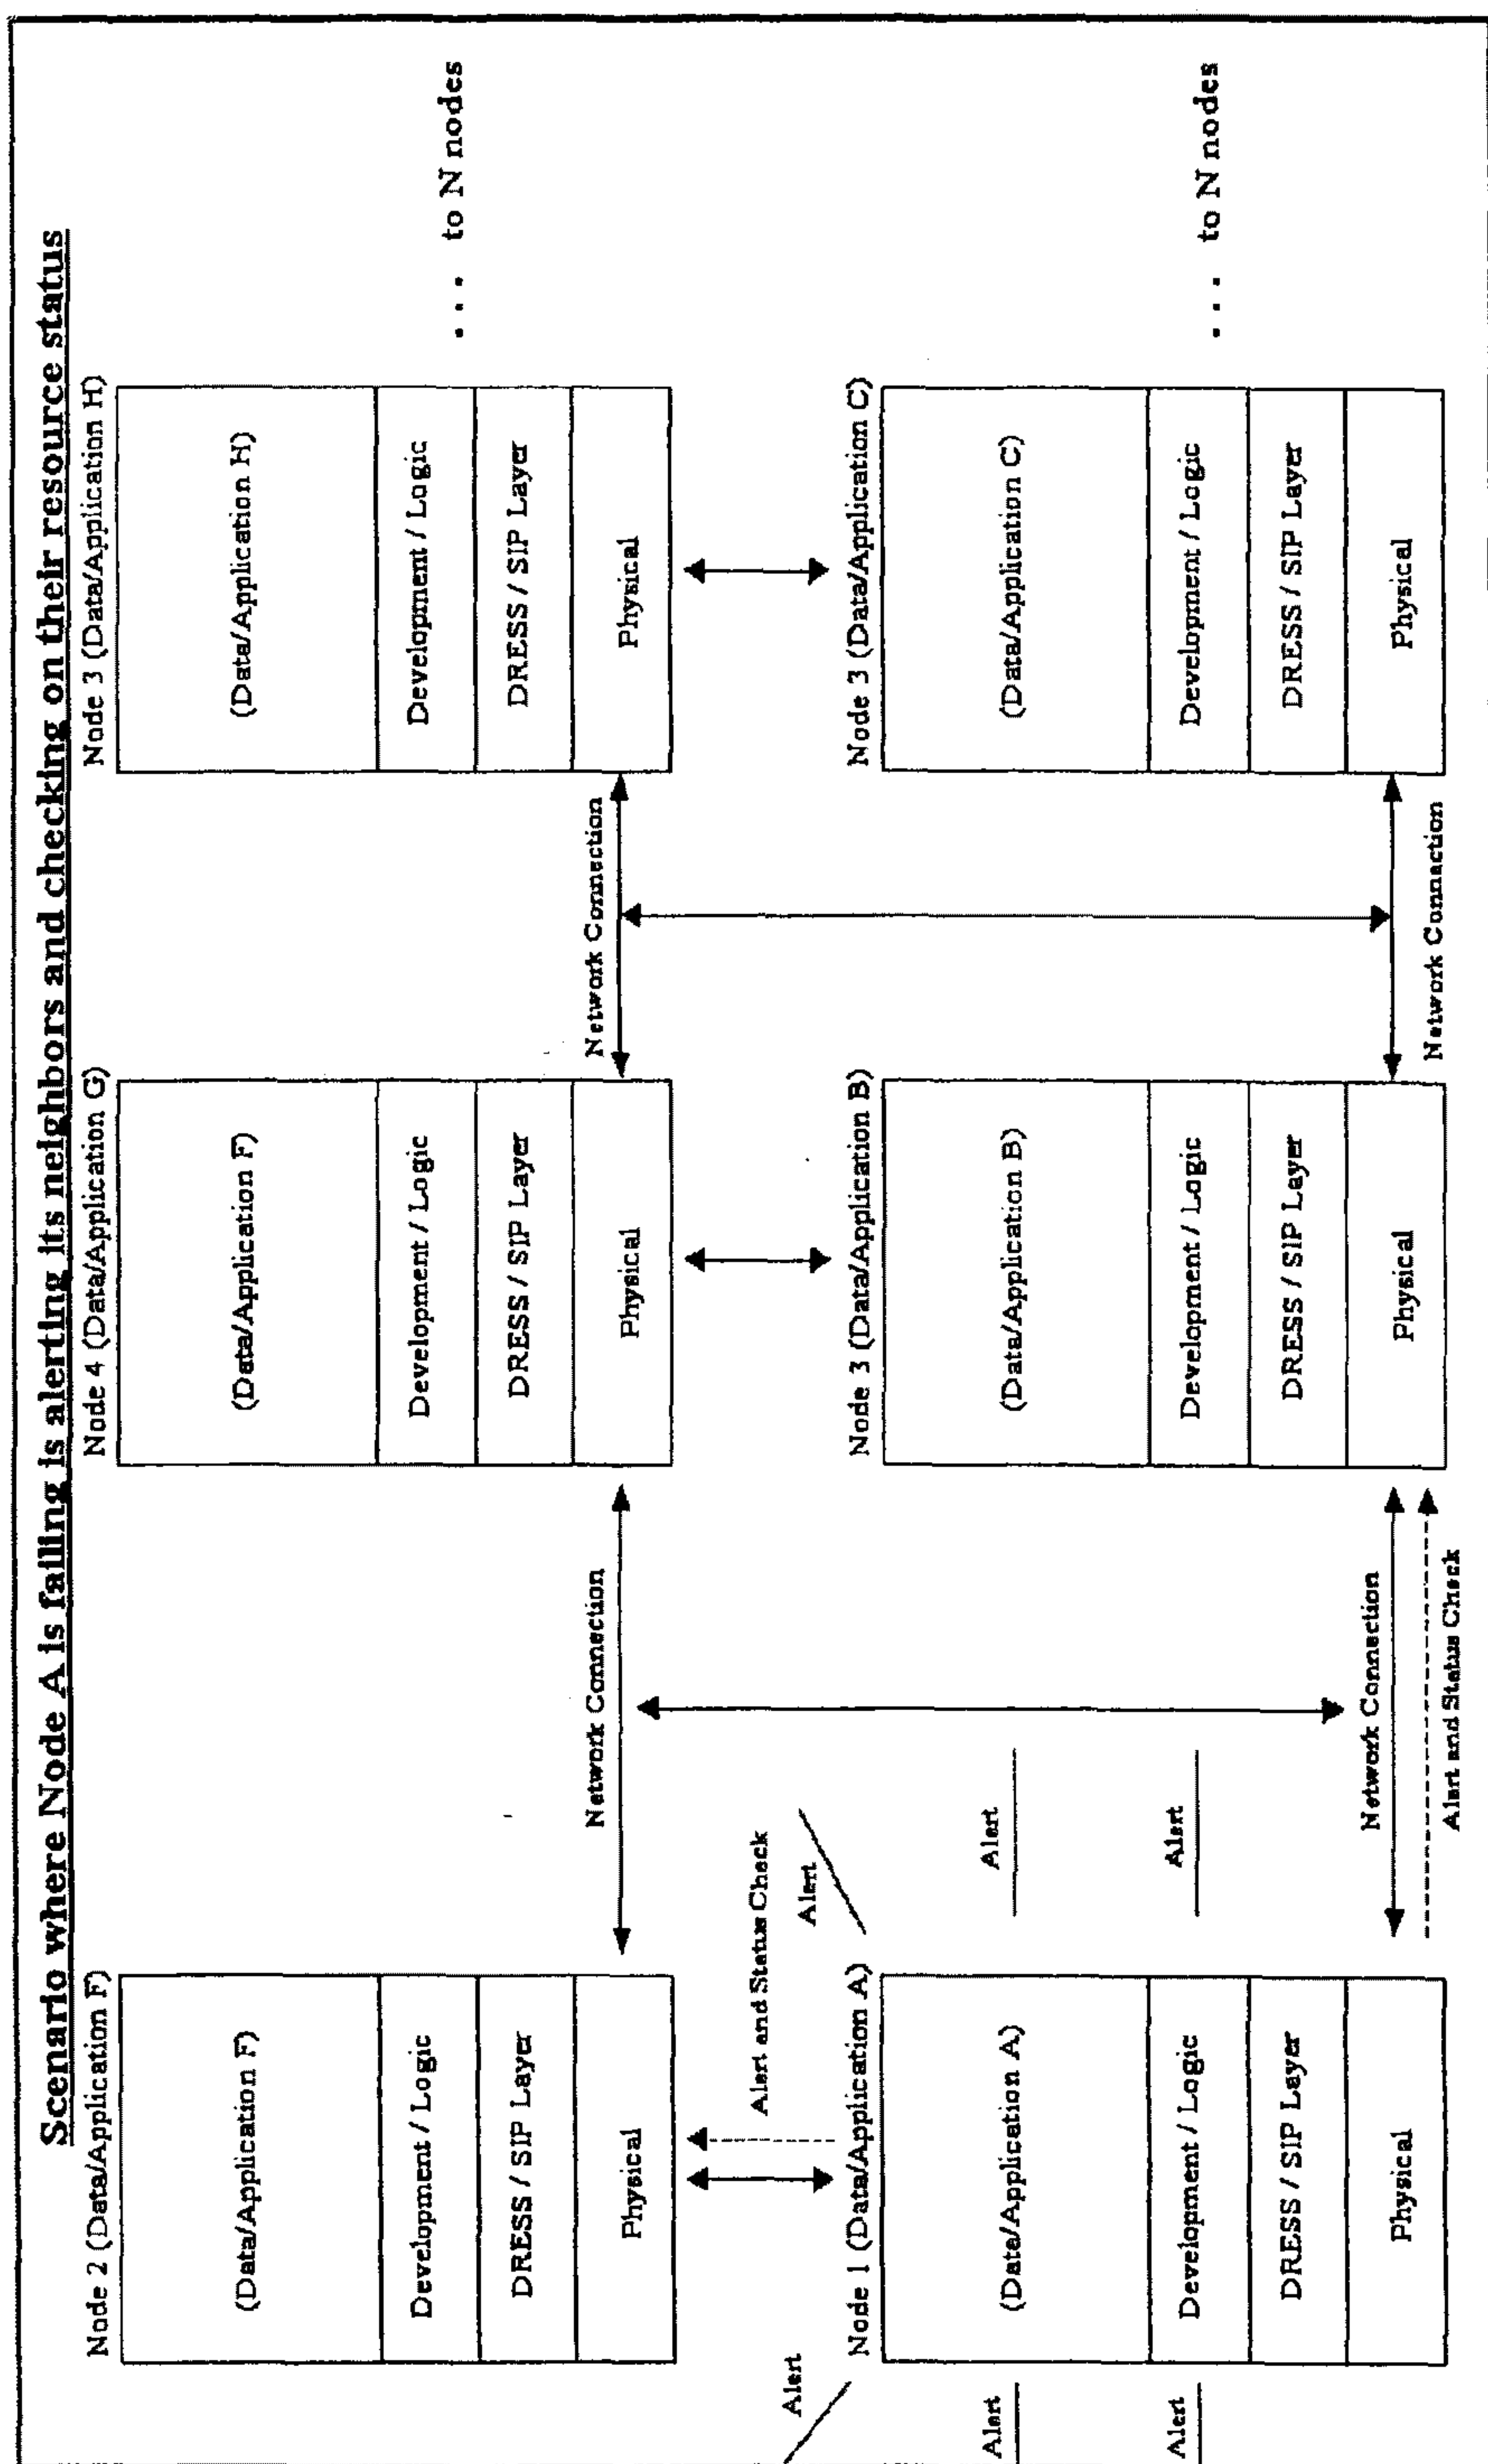 Scenario where Node A is failing is alerting its neighbors and checking on their resource status
Node 2 (Data/Application F)
(Data/Application F)
Development / Logic
DRESS / SIP Layer
Physical
Network Connection
Node 4 (Data/Application G)
(Data/Application F)
Development / Logic
DRESS / SIP Layer
Physical
Network Connection
Node 3 (Data/Application H)
(Data/Application H)
Development / Logic
DRESS / SIP Layer
Physical
... to N nodes
Alert
Alert and Status Check
Alert
Node 1 (Data/Application A)
(Data/Application A)
Development / Logic
DRESS / SIP Layer
Physical
Alert
Alert
Alert
Alert
Network Connection
Alert and Status Check
Node 3 (Data/Application B)
(Data/Application B)
Development / Logic
DRESS / SIP Layer
Physical
Network Connection
Node 3 (Data/Application C)
(Data/Application C)
Development / Logic
DRESS / SIP Layer
Physical
... to N nodes